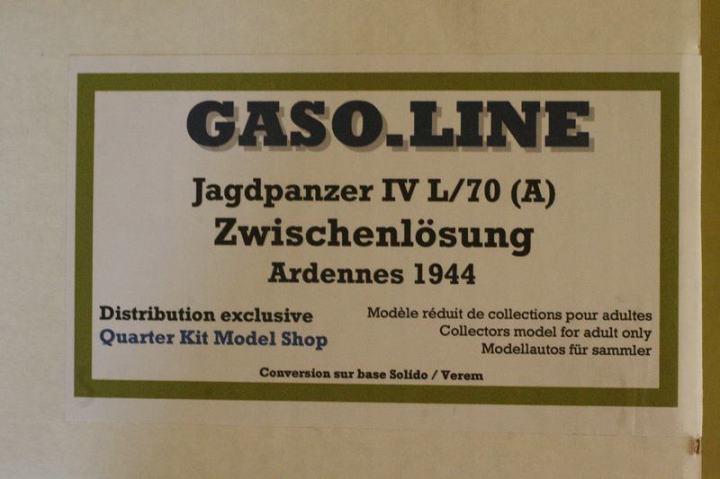 GASO.LINE
Jagdpanzer IV L/70 (A)
Zwischenlösung
Ardennes 1944
Distribution exclusive
Quarter Kit Model Shop
Modèle réduit de collections pour adultes
Collectors model for adult only
Modellautos für sammler
Conversion sur base Solido / Verem